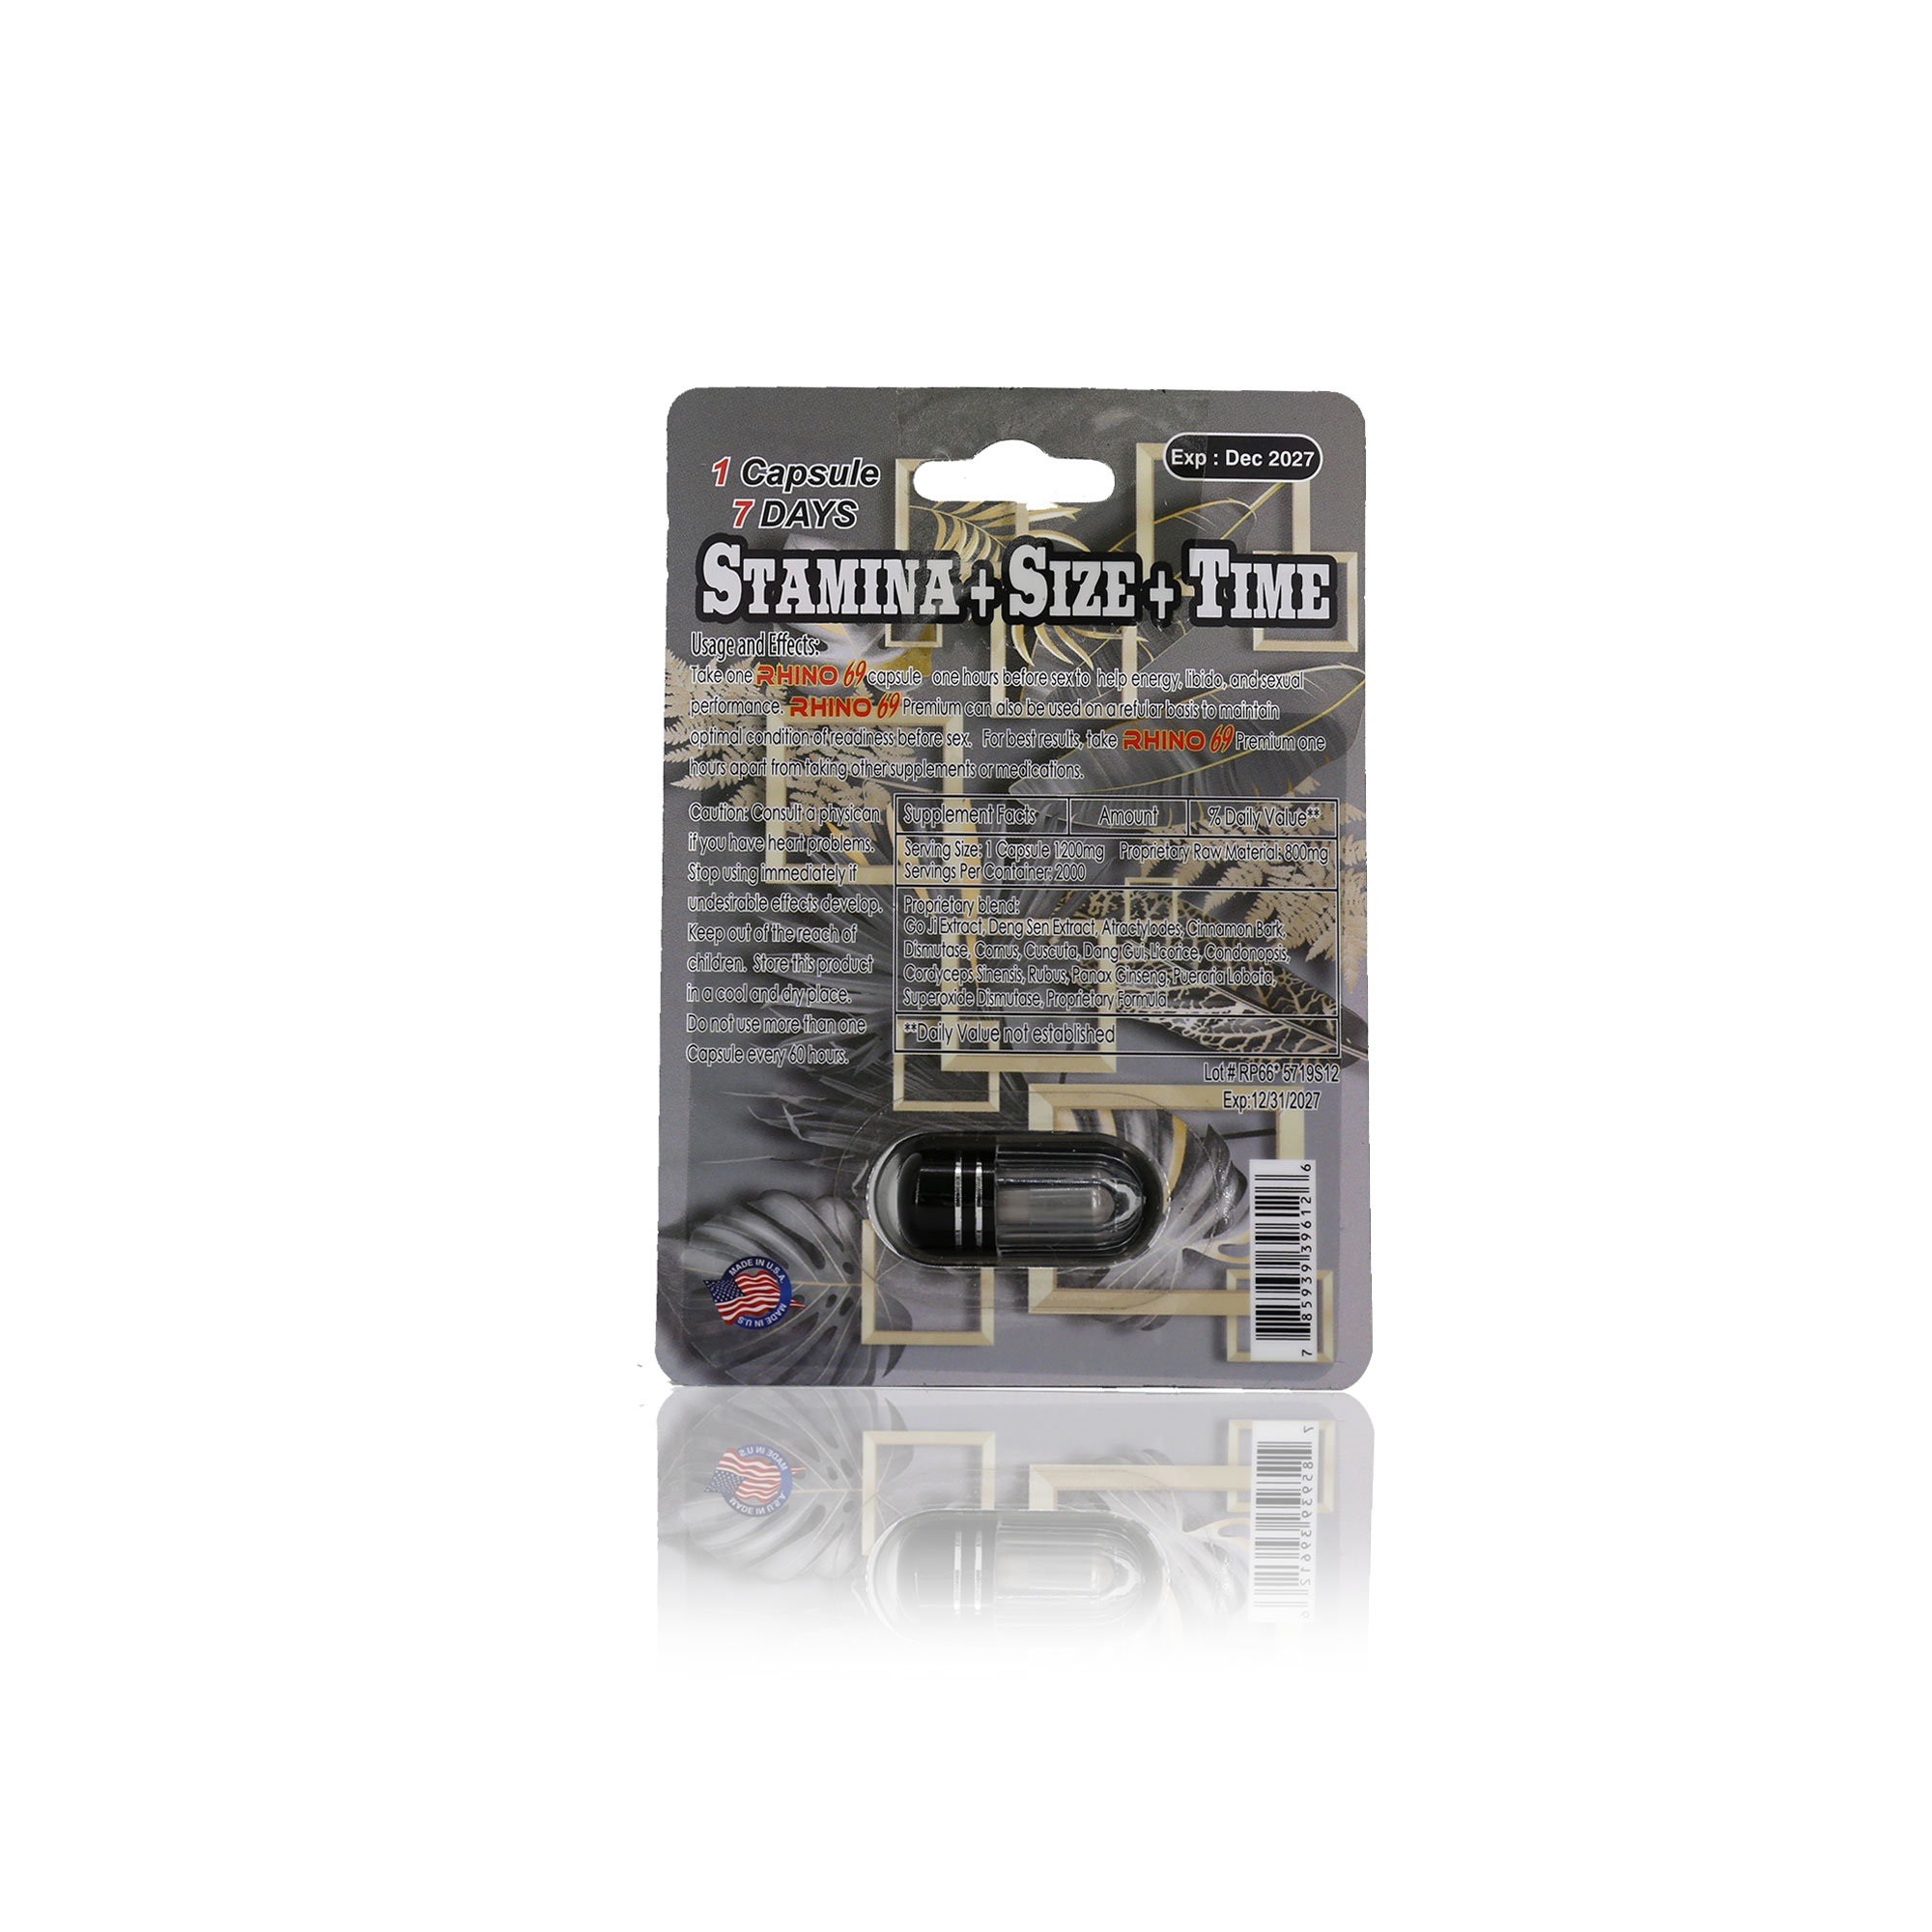 1 Capsule
7 DAYS
Exp : Dec 2027
STAMINA + SIZE + TIME
Usage and Effects:
Take one RHINO 69 capsule one hours before sex to help energy, libido, and sexual
performance. RHINO 69 Premium can also be used on a refular basis to maintain
optimal condition of readiness before sex. For best results, take RHINO 69 Premium one
hours apart from taking other supplements or medications.
Caution: Consult a physican
if you have heart problems.
Stop using immediately if
undesirable effects develop.
Keep out of the reach of
children. Store this product
in a cool and dry place.
Do not use more than one
Capsule every 60 hours.
Supplement Facts Amount % Daily Value**
Serving Size: 1 Capsule 1200mg Proprietary Raw Material: 800mg
Servings Per Container: 2000
Proprietary blend:
Go Ji Extract, Deng Sen Extract, Atractylodes, Cinnamon Bark,
Dismutase, Cornus, Cuscuta, Dang Gui, Licorice, Condonopsis,
Cordyceps Sinensis, Rubus, Panax Ginseng, Pueraria Lobata,
Superoxide Dismutase, Proprietary Formula
**Daily Value not established
Lot # RP66* 5719S12
Exp:12/31/2027
MADE IN U.S.A.
MADE IN U.S
7 85939 39612 6